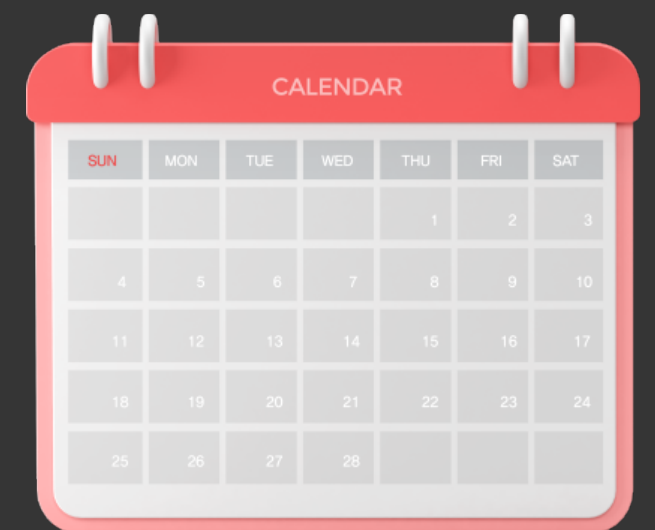 CALENDAR
SUN MON TUE WED THU FRI SAT
1 2 3
4 5 6 7 8 9 10
11 12 13 14 15 16 17
18 19 20 21 22 23 24
25 26 27 28